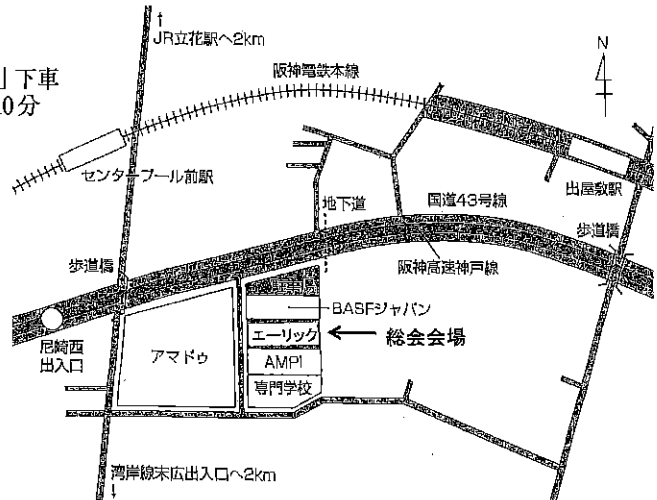 ↑
JR立花駅へ2km
」下車
0分
阪神電鉄本線
N
センタープール前駅
出屋敷駅
地下道
国道43号線
歩道橋
歩道橋
阪神高速神戸線
BASFジャパン
尼崎西
出入口
アマドゥ
エーリック ← 総会会場
AMPI
専門学校
湾岸線末広出入口へ2km
↓